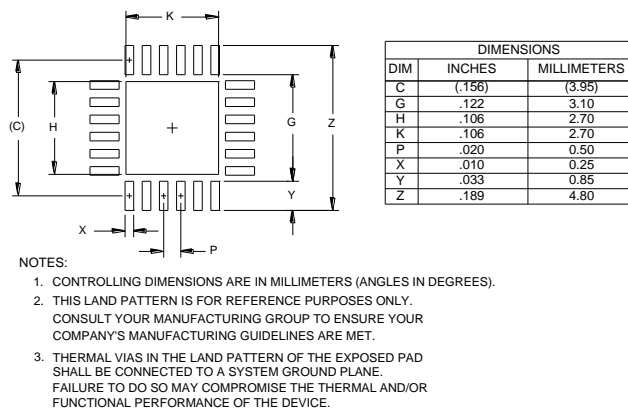 K
(C)
H
G
Z
Y
X
P
DIMENSIONS
DIM INCHES MILLIMETERS
C (.156) (3.95)
G .122 3.10
H .106 2.70
K .106 2.70
P .020 0.50
X .010 0.25
Y .033 0.85
Z .189 4.80
NOTES:
1. CONTROLLING DIMENSIONS ARE IN MILLIMETERS (ANGLES IN DEGREES).
2. THIS LAND PATTERN IS FOR REFERENCE PURPOSES ONLY.
CONSULT YOUR MANUFACTURING GROUP TO ENSURE YOUR
COMPANY'S MANUFACTURING GUIDELINES ARE MET.
3. THERMAL VIAS IN THE LAND PATTERN OF THE EXPOSED PAD
SHALL BE CONNECTED TO A SYSTEM GROUND PLANE.
FAILURE TO DO SO MAY COMPROMISE THE THERMAL AND/OR
FUNCTIONAL PERFORMANCE OF THE DEVICE.